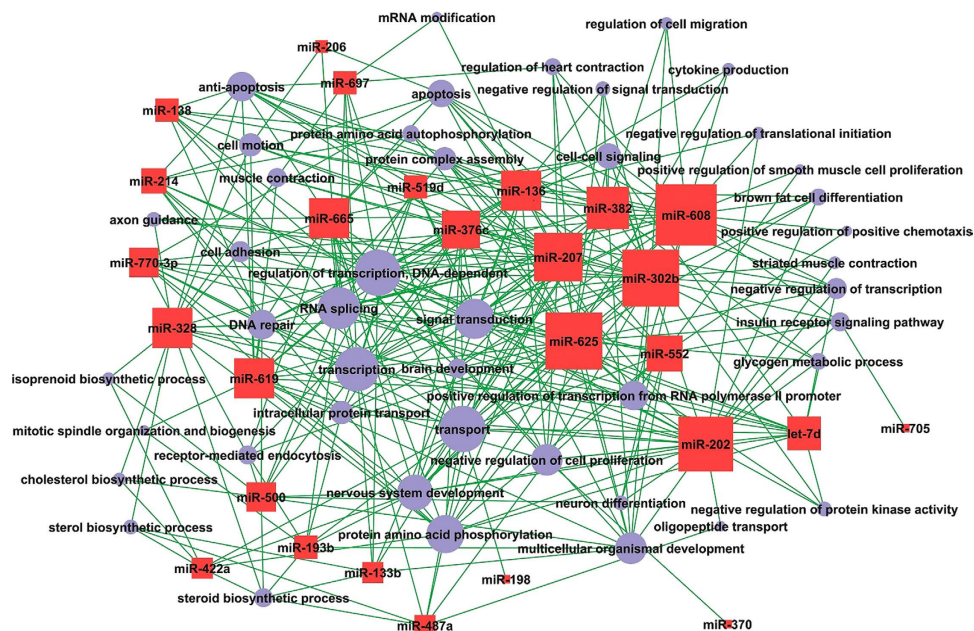 mRNA modification
regulation of cell migration
miR-206
regulation of heart contraction
cytokine production
miR-697
anti-apoptosis
apoptosis
negative regulation of signal transduction
miR-138
protein amino acid autophosphorylation
negative regulation of translational initiation
cell motion
protein complex assembly
cell-cell signaling
positive regulation of smooth muscle cell proliferation
muscle contraction
miR-214
miR-519d
miR-136
miR-382
brown fat cell differentiation
miR-608
axon guidance
miR-665
miR-376c
positive regulation of positive chemotaxis
cell adhesion
miR-207
miR-770-3p
regulation of transcription, DNA-dependent
miR-302b
striated muscle contraction
negative regulation of transcription
RNA splicing
signal transduction
miR-328
DNA repair
insulin receptor signaling pathway
miR-625
miR-552
glycogen metabolic process
transcription
brain development
isoprenoid biosynthetic process
miR-619
positive regulation of transcription from RNA polymerase II promoter
intracellular protein transport
transport
miR-705
mitotic spindle organization and biogenesis
let-7d
miR-202
receptor-mediated endocytosis
negative regulation of cell proliferation
cholesterol biosynthetic process
miR-500
nervous system development
neuron differentiation
negative regulation of protein kinase activity
sterol biosynthetic process
oligopeptide transport
protein amino acid phosphorylation
miR-193b
multicellular organismal development
miR-422a
miR-133b
miR-198
steroid biosynthetic process
miR-487a
miR-370